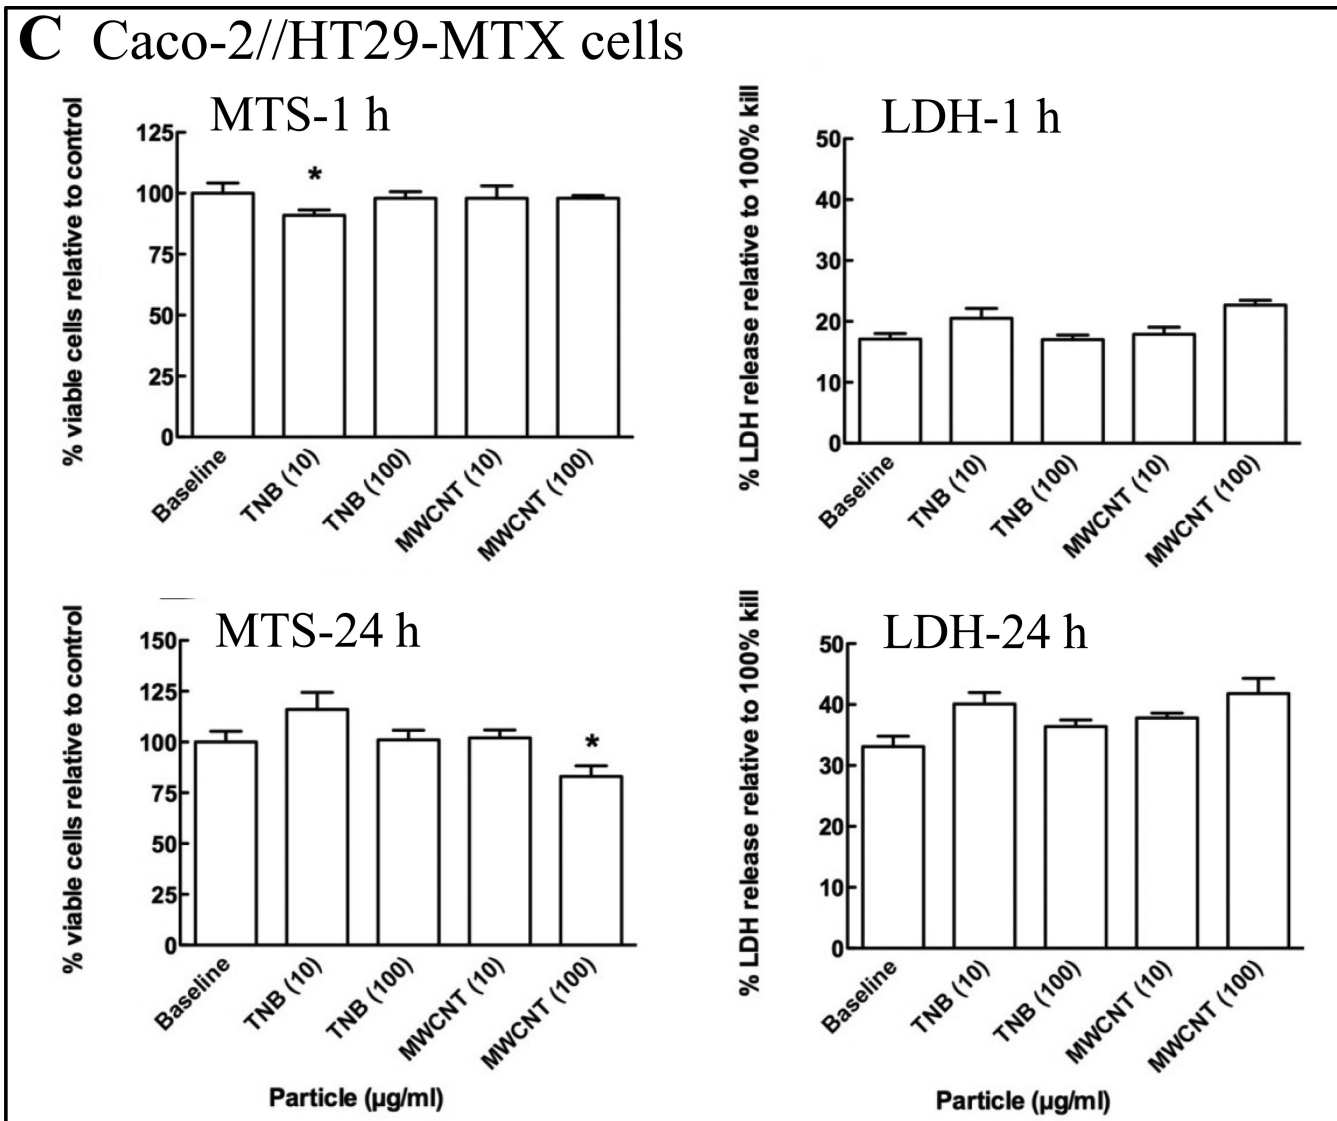 C Caco-2//HT29-MTX cells
MTS-1 h
% viable cells relative to control
125
100
75
50
25
0
*
Baseline
TNB (10)
TNB (100)
MWCNT (10)
MWCNT (100)
LDH-1 h
% LDH release relative to 100% kill
50
40
30
20
10
0
Baseline
TNB (10)
TNB (100)
MWCNT (10)
MWCNT (100)
MTS-24 h
% viable cells relative to control
150
125
100
75
50
25
0
*
Baseline
TNB (10)
TNB (100)
MWCNT (10)
MWCNT (100)
Particle (µg/ml)
LDH-24 h
% LDH release relative to 100% kill
50
40
30
20
10
0
Baseline
TNB (10)
TNB (100)
MWCNT (10)
MWCNT (100)
Particle (µg/ml)